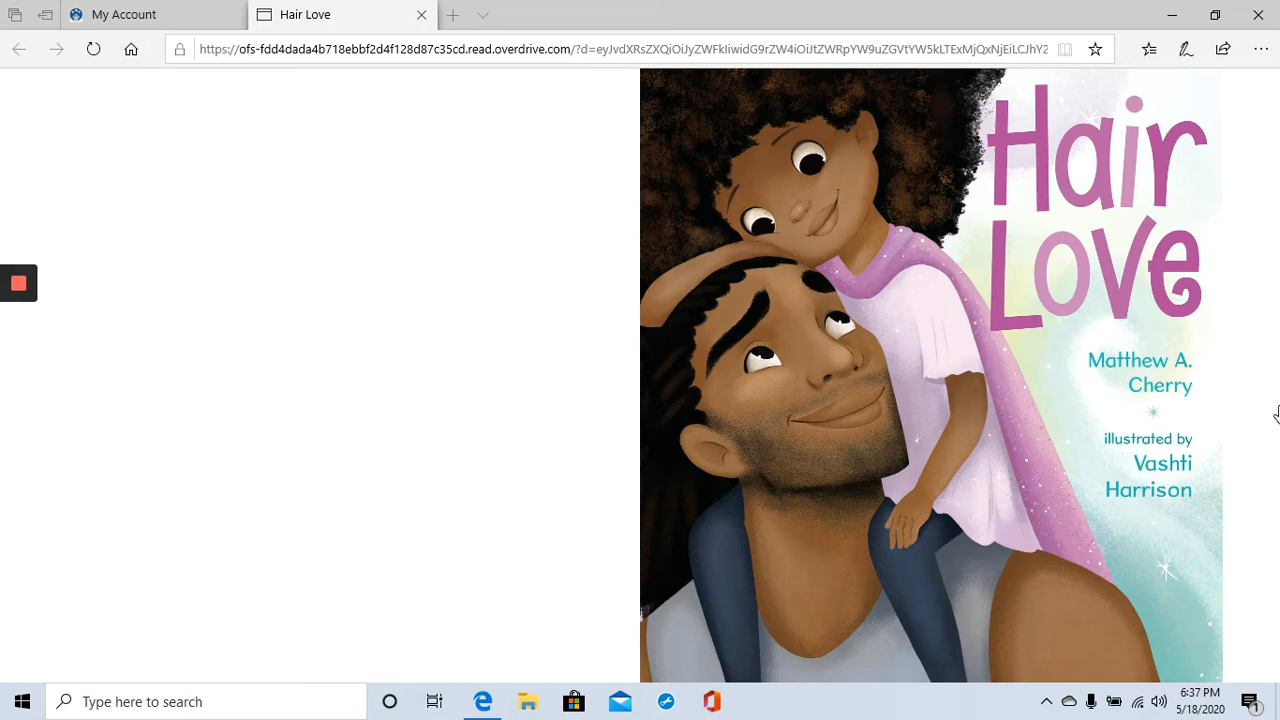 My Account
Hair Love
https://ofs-fdd4dada4b718ebbf2d4f128d87c35cd.read.overdrive.com/?d=eyJvdXRsZXQiOiJyZWFkIiwidG9rZW4iOiJtZWRpYW9uZGVtYW5kLTExMjQxNjEiLCJhY2
Hair
Love
Matthew A.
Cherry
illustrated by
Vashti
Harrison
Type here to search
6:37 PM
5/18/2020
1